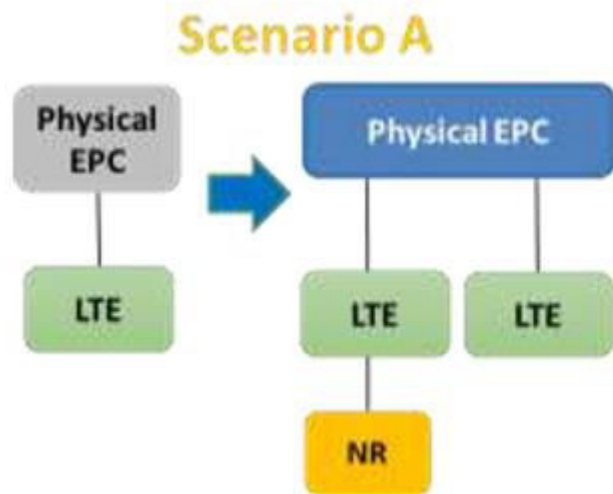 Scenario A
Physical
EPC
Physical EPC
LTE
LTE
LTE
NR